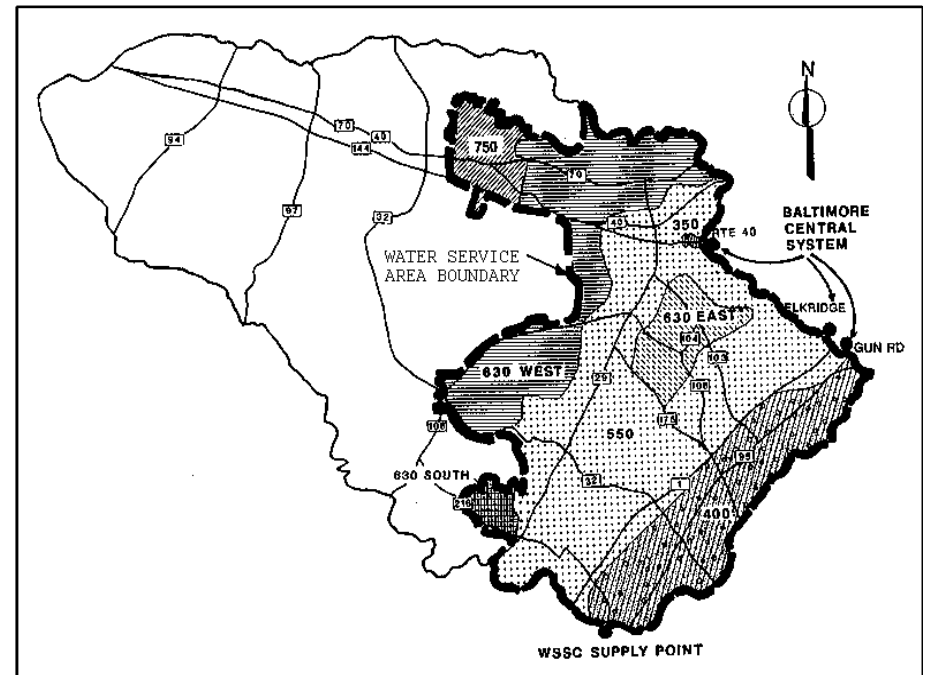 N
94
70
40
144
750
70
97
32
40
350
RTE 40
BALTIMORE
CENTRAL
SYSTEM
WATER SERVICE
AREA BOUNDARY
ELKRIDGE
630 EAST
104
GUN RD
103
630 WEST
29
108
108
175
550
95
630 SOUTH
32
1
216
400
WSSC SUPPLY POINT